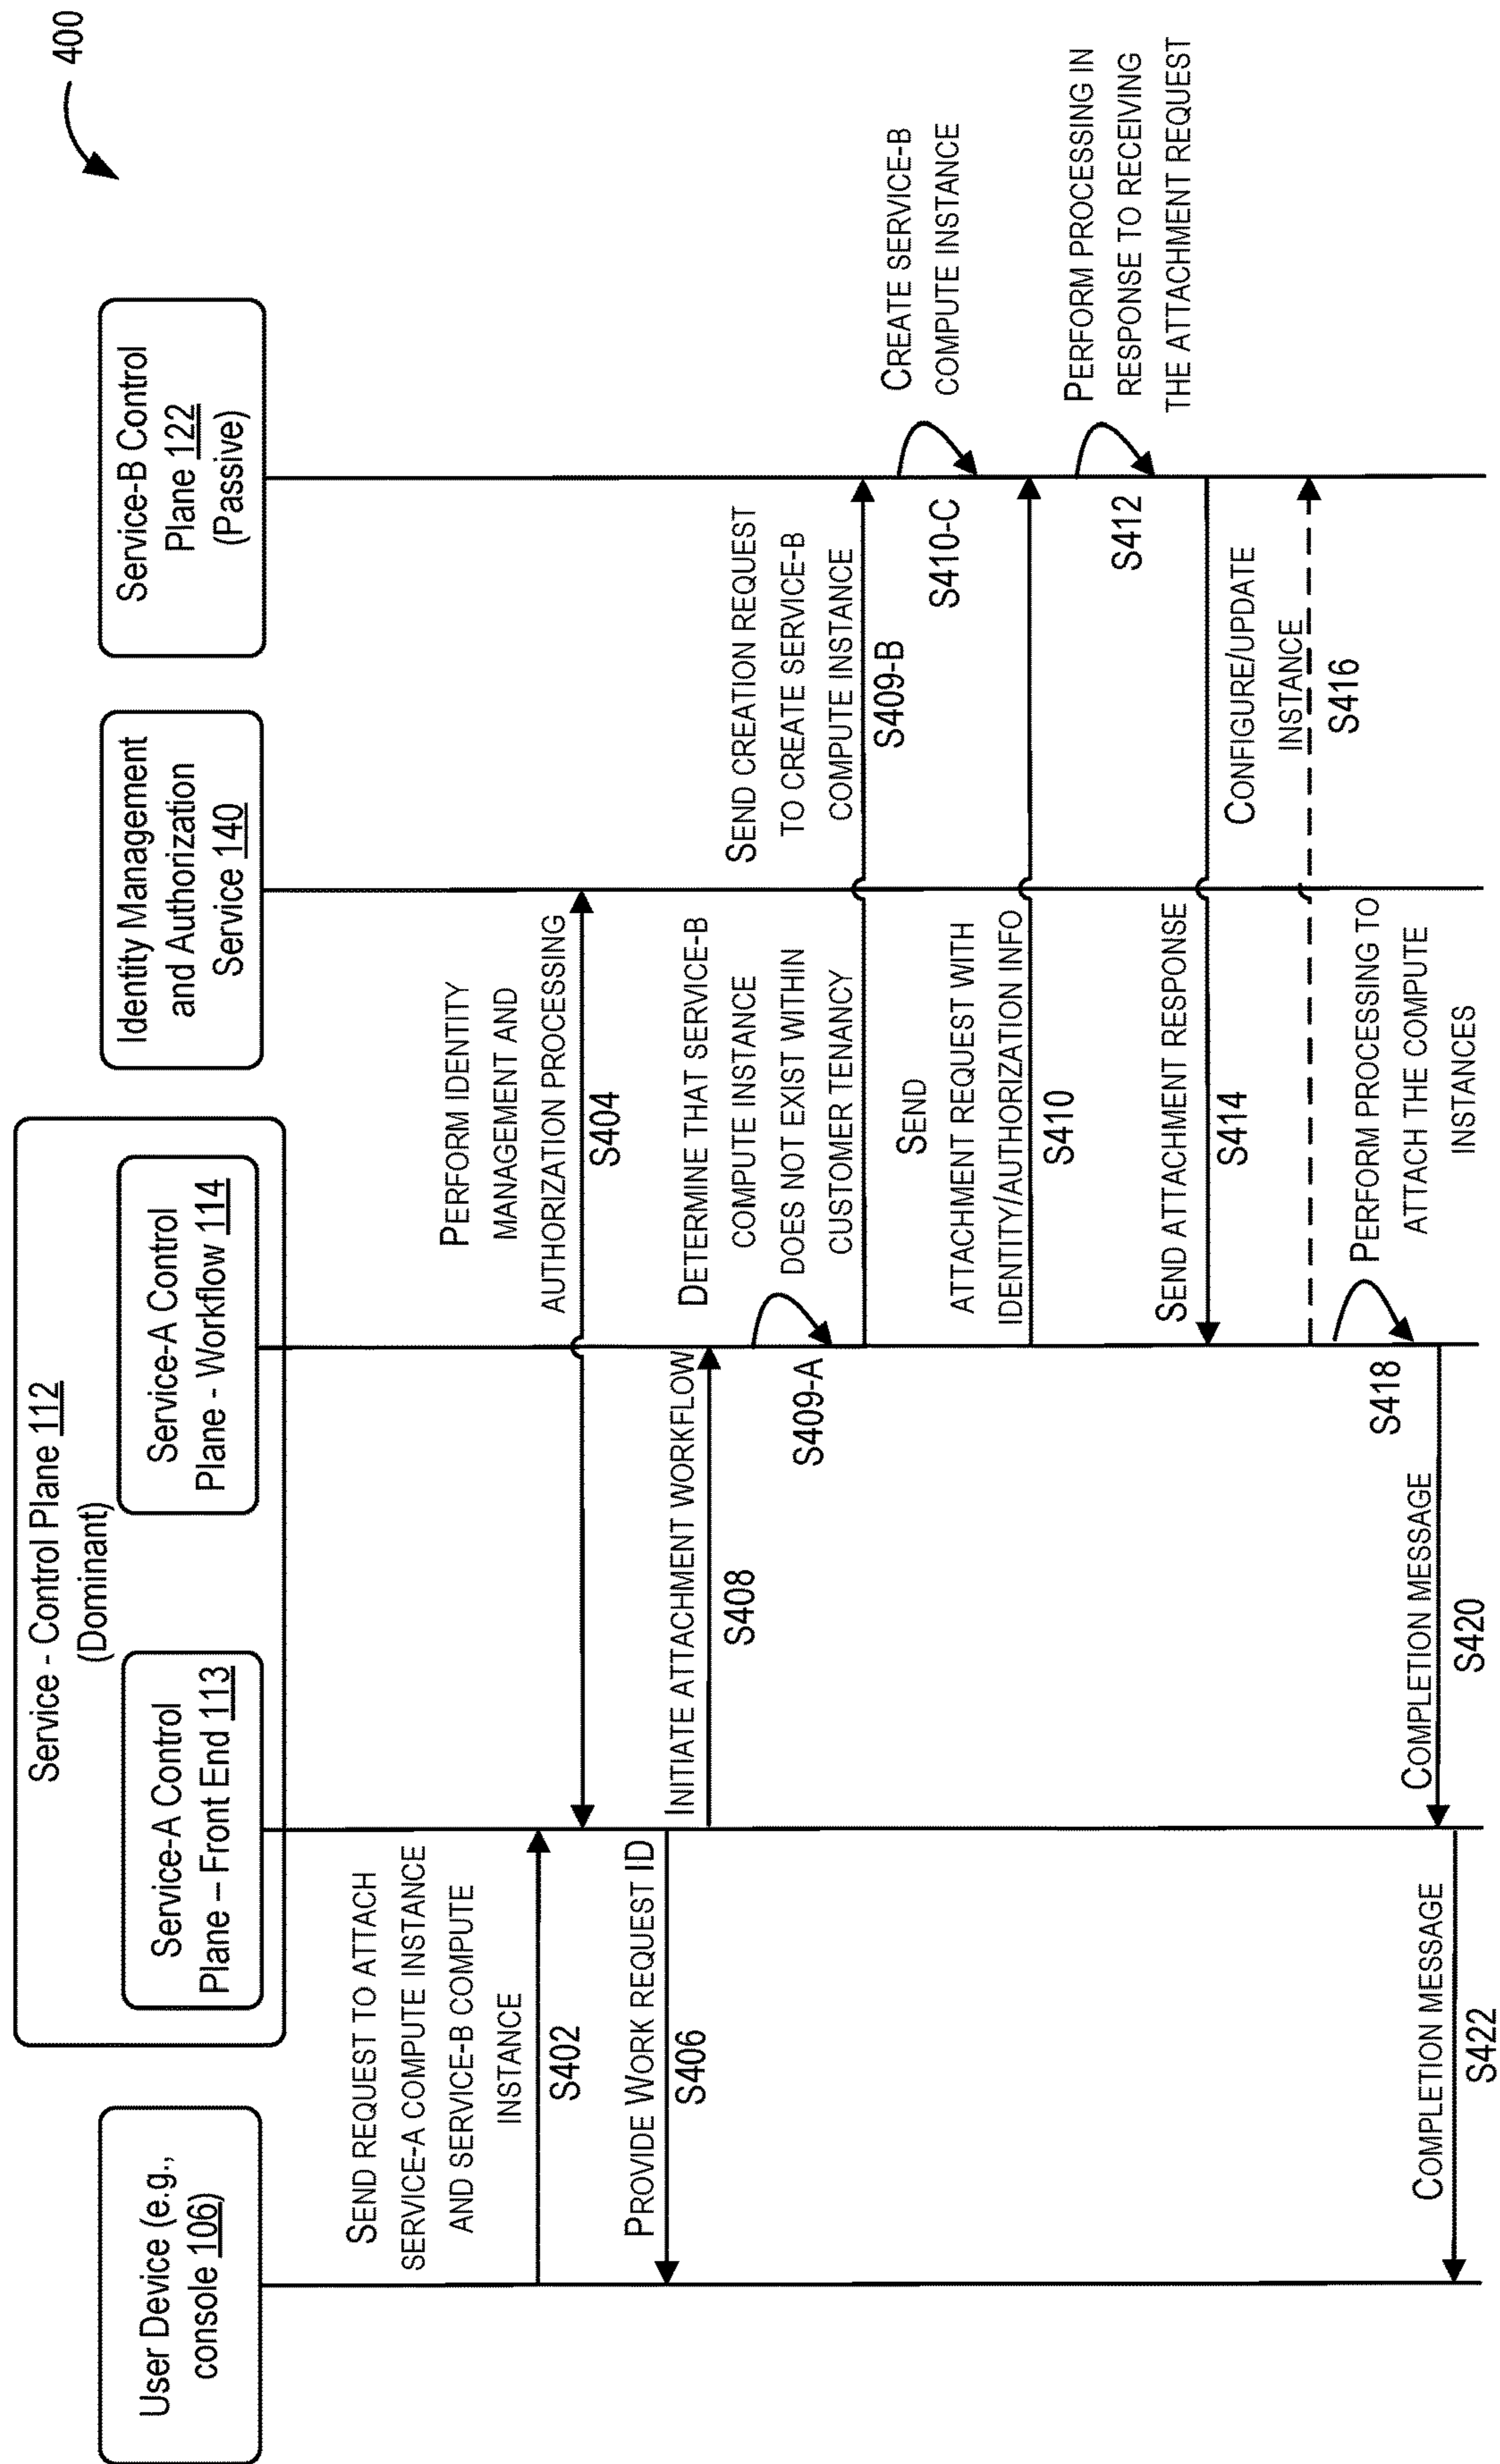 400
Service - Control Plane 112
(Dominant)
User Device (e.g.,
console 106)
Service-A Control
Plane – Front End 113
Service-A Control
Plane - Workflow 114
Identity Management
and Authorization
Service 140
Service-B Control
Plane 122
(Passive)
SEND REQUEST TO ATTACH
SERVICE-A COMPUTE INSTANCE
AND SERVICE-B COMPUTE
INSTANCE
S402
PERFORM IDENTITY
MANAGEMENT AND
AUTHORIZATION PROCESSING
S404
PROVIDE WORK REQUEST ID
S406
INITIATE ATTACHMENT WORKFLOW
S408
DETERMINE THAT SERVICE-B
COMPUTE INSTANCE
DOES NOT EXIST WITHIN
CUSTOMER TENANCY
S409-A
SEND CREATION REQUEST
TO CREATE SERVICE-B
COMPUTE INSTANCE
S409-B
CREATE SERVICE-B
COMPUTE INSTANCE
S410-C
SEND
ATTACHMENT REQUEST WITH
IDENTITY/AUTHORIZATION INFO
S410
PERFORM PROCESSING IN
RESPONSE TO RECEIVING
THE ATTACHMENT REQUEST
S412
SEND ATTACHMENT RESPONSE
S414
CONFIGURE/UPDATE
INSTANCE
S416
PERFORM PROCESSING TO
ATTACH THE COMPUTE
INSTANCES
S418
COMPLETION MESSAGE
S420
COMPLETION MESSAGE
S422